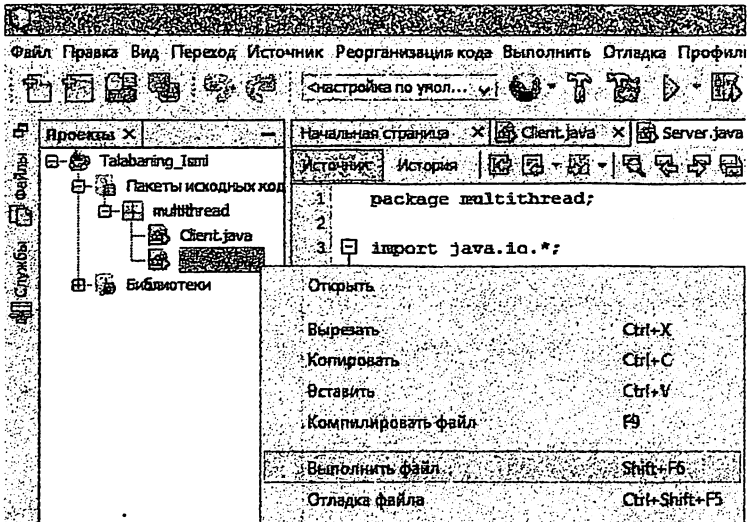 Файл Правка Вид Переход Источник Реорганизация кода Выполнить Отладка Профили
<настройка по умол...
Проекты
Начальная страница Client.java Server.java
Talabaning_Ismi
Источник История
Пакеты исходных код
1 package multithread;
multithread
2
Client.java
3 import java.io.*;
Библиотеки
Файлы
Службы
Открыть
Вырезать Ctrl+X
Копировать Ctrl+C
Вставить Ctrl+V
Компилировать файл F9
Выполнить файл Shift+F6
Отладка файла Ctrl+Shift+F5